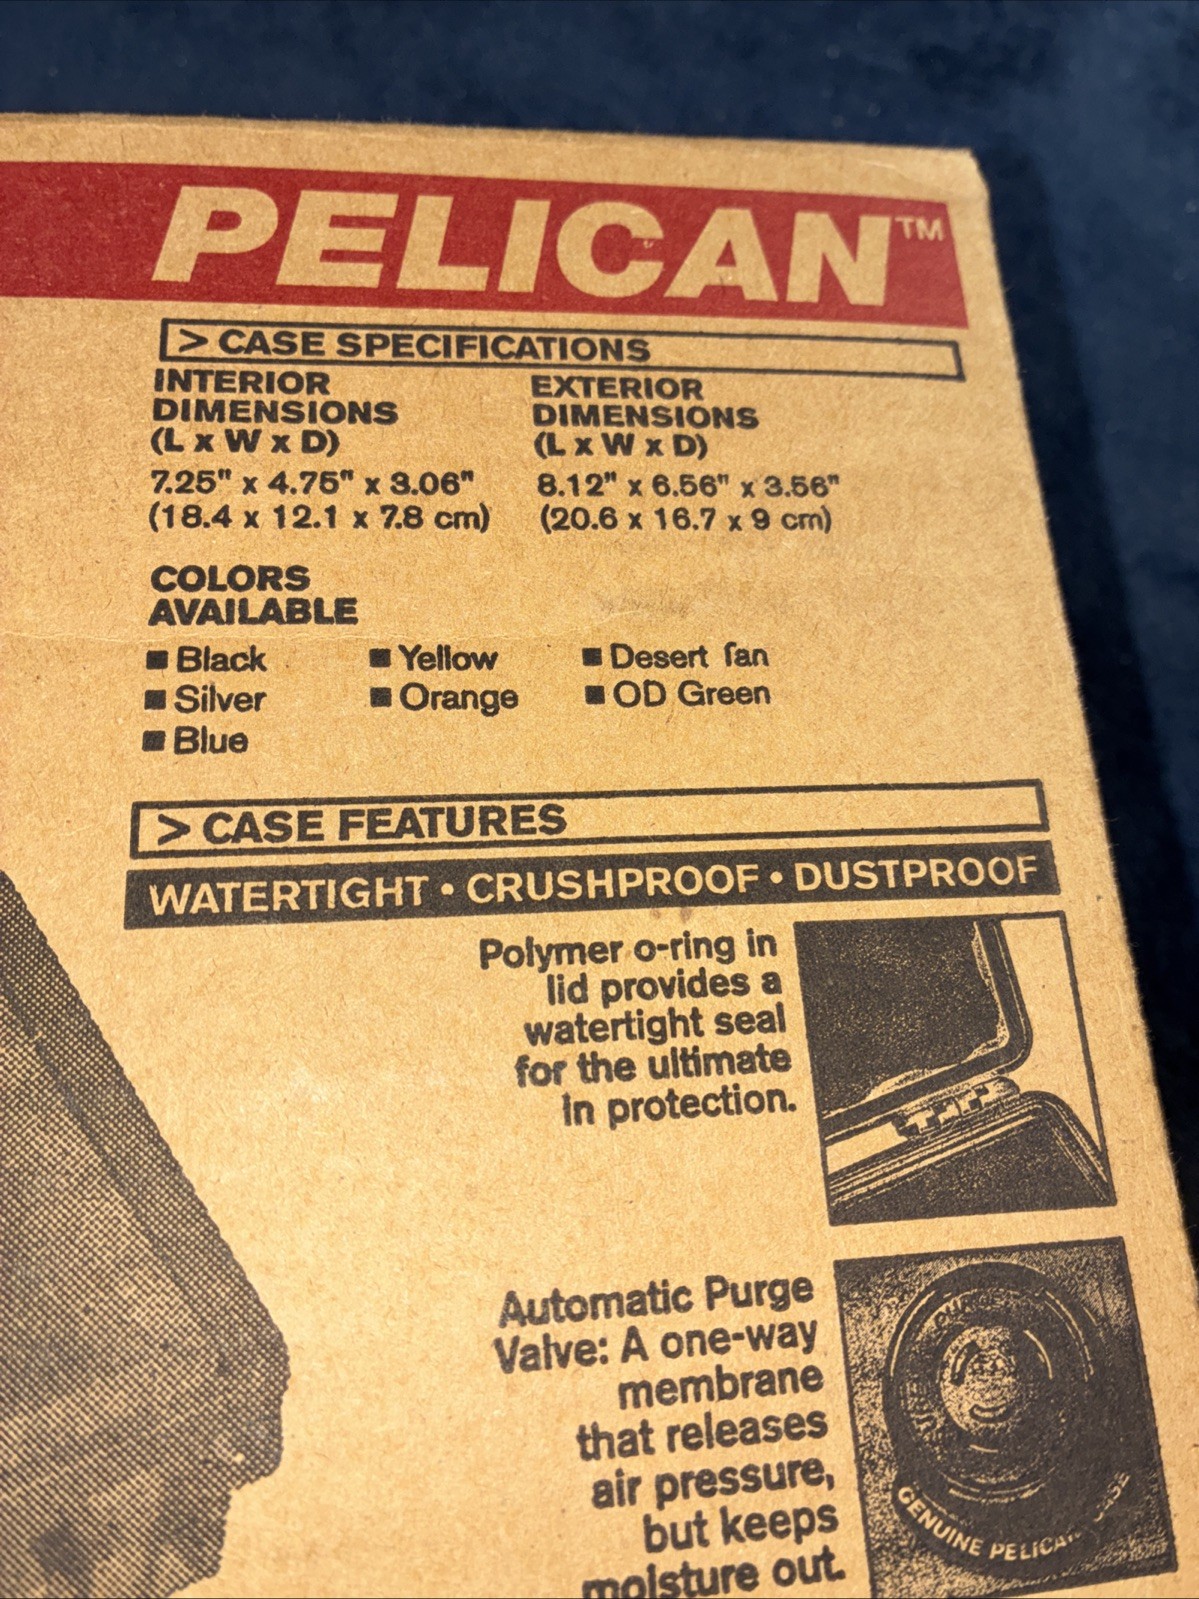 PELICAN™
> CASE SPECIFICATIONS
INTERIOR
DIMENSIONS
(L x W x D)
7.25" x 4.75" x 3.06"
(18.4 x 12.1 x 7.8 cm)
EXTERIOR
DIMENSIONS
(L x W x D)
8.12" x 6.56" x 3.56"
(20.6 x 16.7 x 9 cm)
COLORS
AVAILABLE
■ Black
■ Silver
■ Blue
■ Yellow
■ Orange
■ Desert Tan
■ OD Green
> CASE FEATURES
WATERTIGHT • CRUSHPROOF • DUSTPROOF
Polymer o-ring in
lid provides a
watertight seal
for the ultimate
in protection.
Automatic Purge
Valve: A one-way
membrane
that releases
air pressure,
but keeps
moisture out.
GENUINE PELICAN CASE